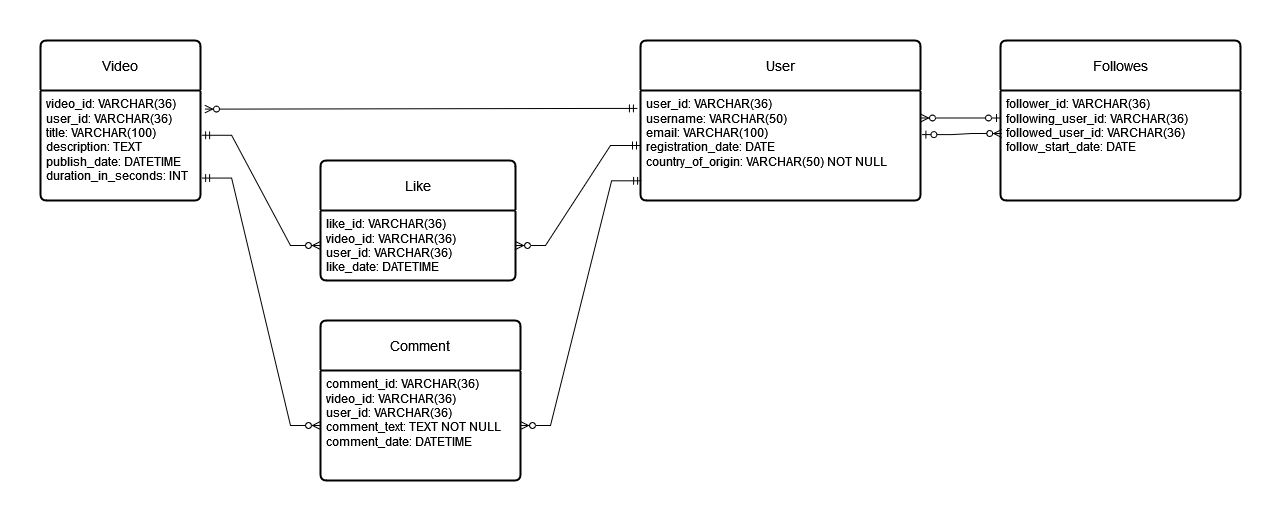 Video
video_id: VARCHAR(36)
user_id: VARCHAR(36)
title: VARCHAR(100)
description: TEXT
publish_date: DATETIME
duration_in_seconds: INT
User
user_id: VARCHAR(36)
username: VARCHAR(50)
email: VARCHAR(100)
registration_date: DATE
country_of_origin: VARCHAR(50) NOT NULL
Followes
follower_id: VARCHAR(36)
following_user_id: VARCHAR(36)
followed_user_id: VARCHAR(36)
follow_start_date: DATE
Like
like_id: VARCHAR(36)
video_id: VARCHAR(36)
user_id: VARCHAR(36)
like_date: DATETIME
Comment
comment_id: VARCHAR(36)
video_id: VARCHAR(36)
user_id: VARCHAR(36)
comment_text: TEXT NOT NULL
comment_date: DATETIME